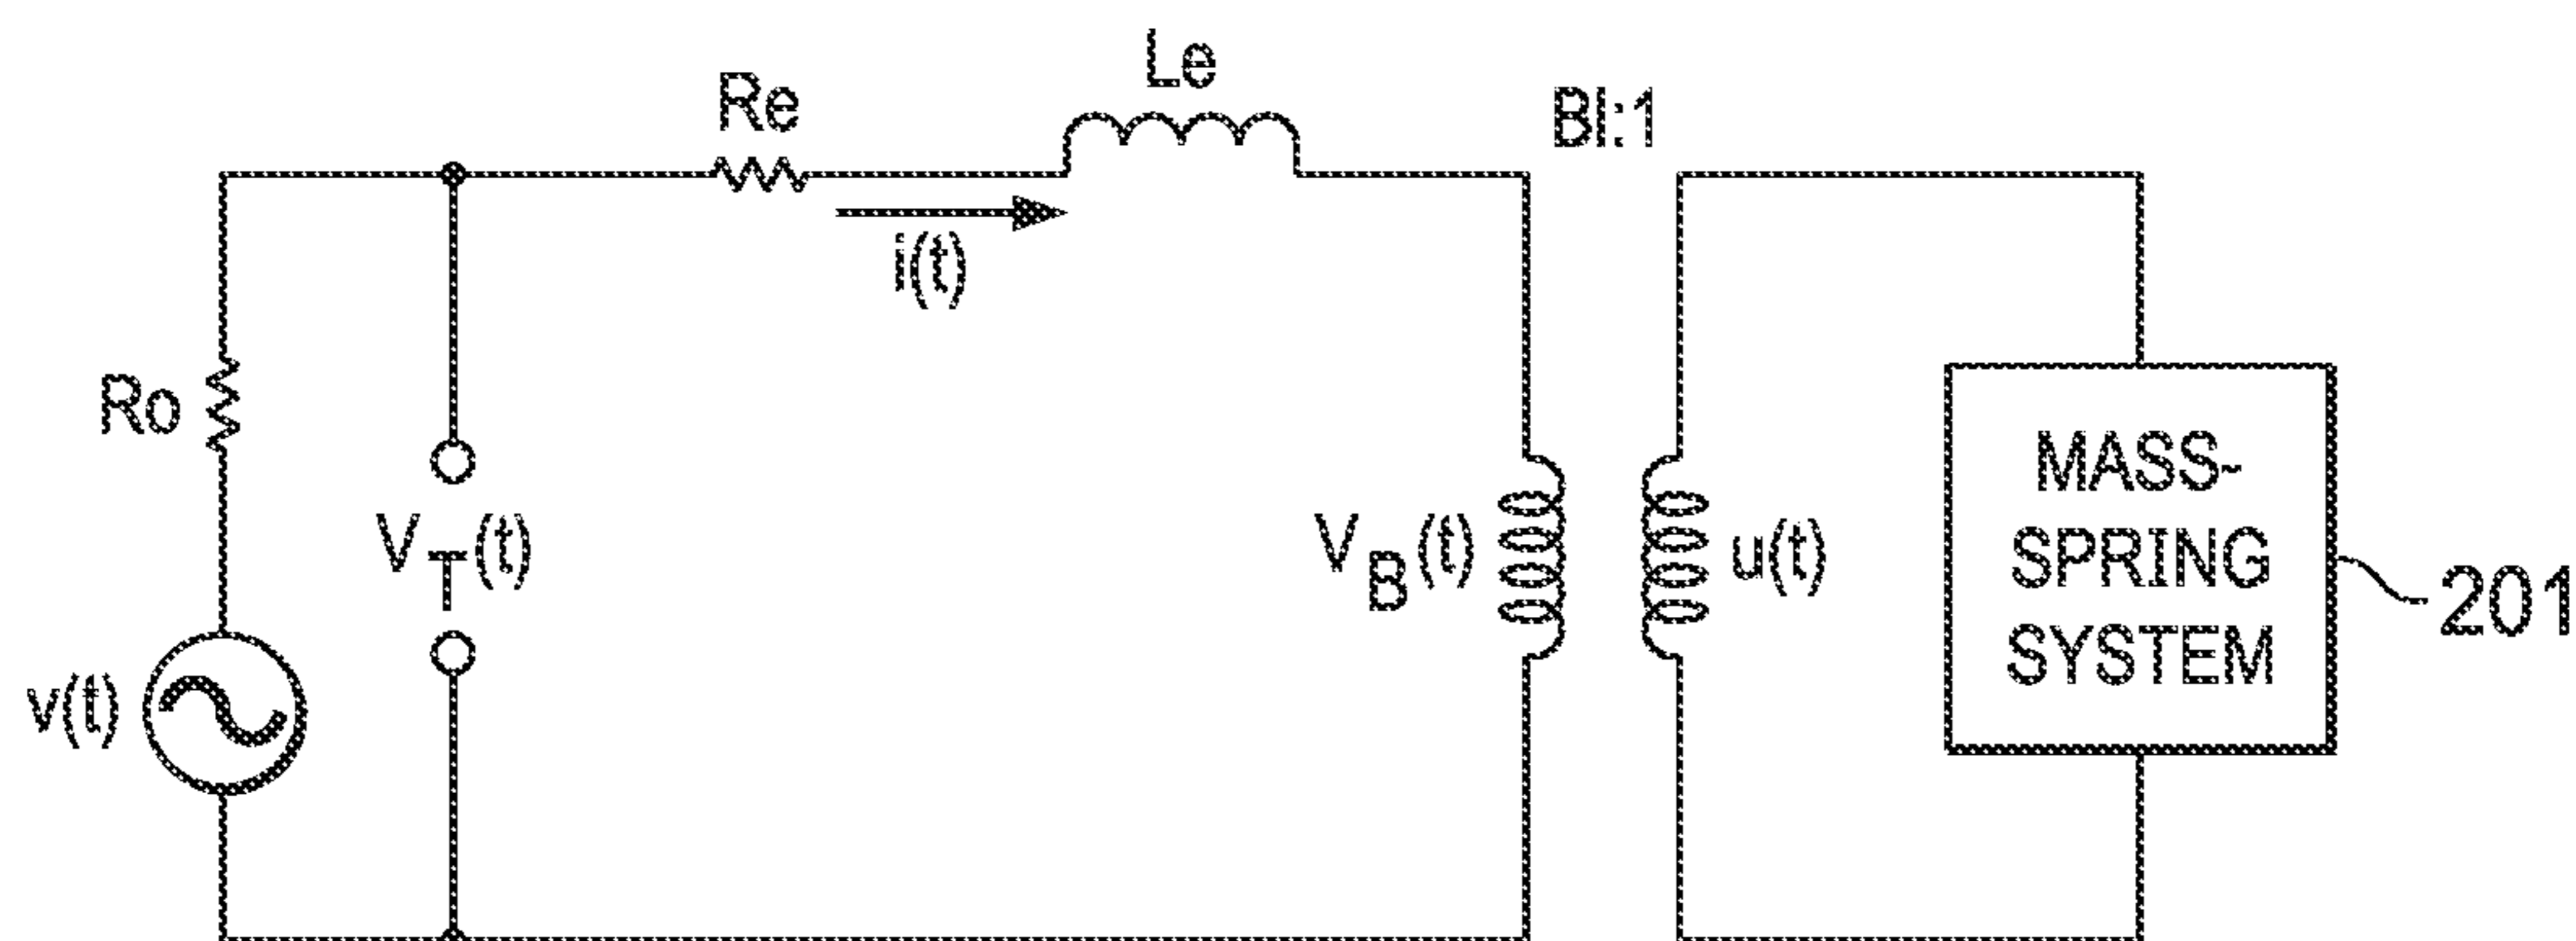 Le
Re
Bl:1
i(t)
Ro
VT(t)
VB(t)
u(t)
MASS-
SPRING
SYSTEM
201
v(t)